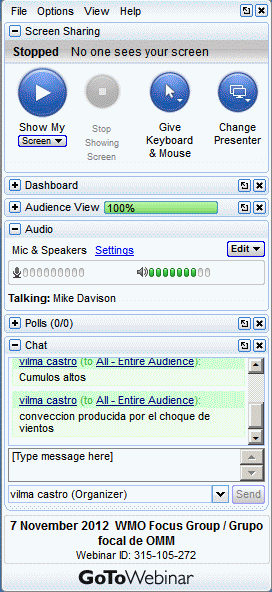 File Options View Help
Screen Sharing
Stopped No one sees your screen
Show My
Screen
Stop
Showing
Screen
Give
Keyboard
& Mouse
Change
Presenter
Dashboard
Audience View 100%
Audio
Mic & Speakers Settings Edit
Talking: Mike Davison
Polls (0/0)
Chat
vilma castro (to All - Entire Audience):
Cumulos altos
vilma castro (to All - Entire Audience):
conveccion producida por el choque de
vientos
[Type message here]
vilma castro (Organizer) Send
7 November 2012 WMO Focus Group / Grupo
focal de OMM
Webinar ID: 315-105-272
GoToWebinar